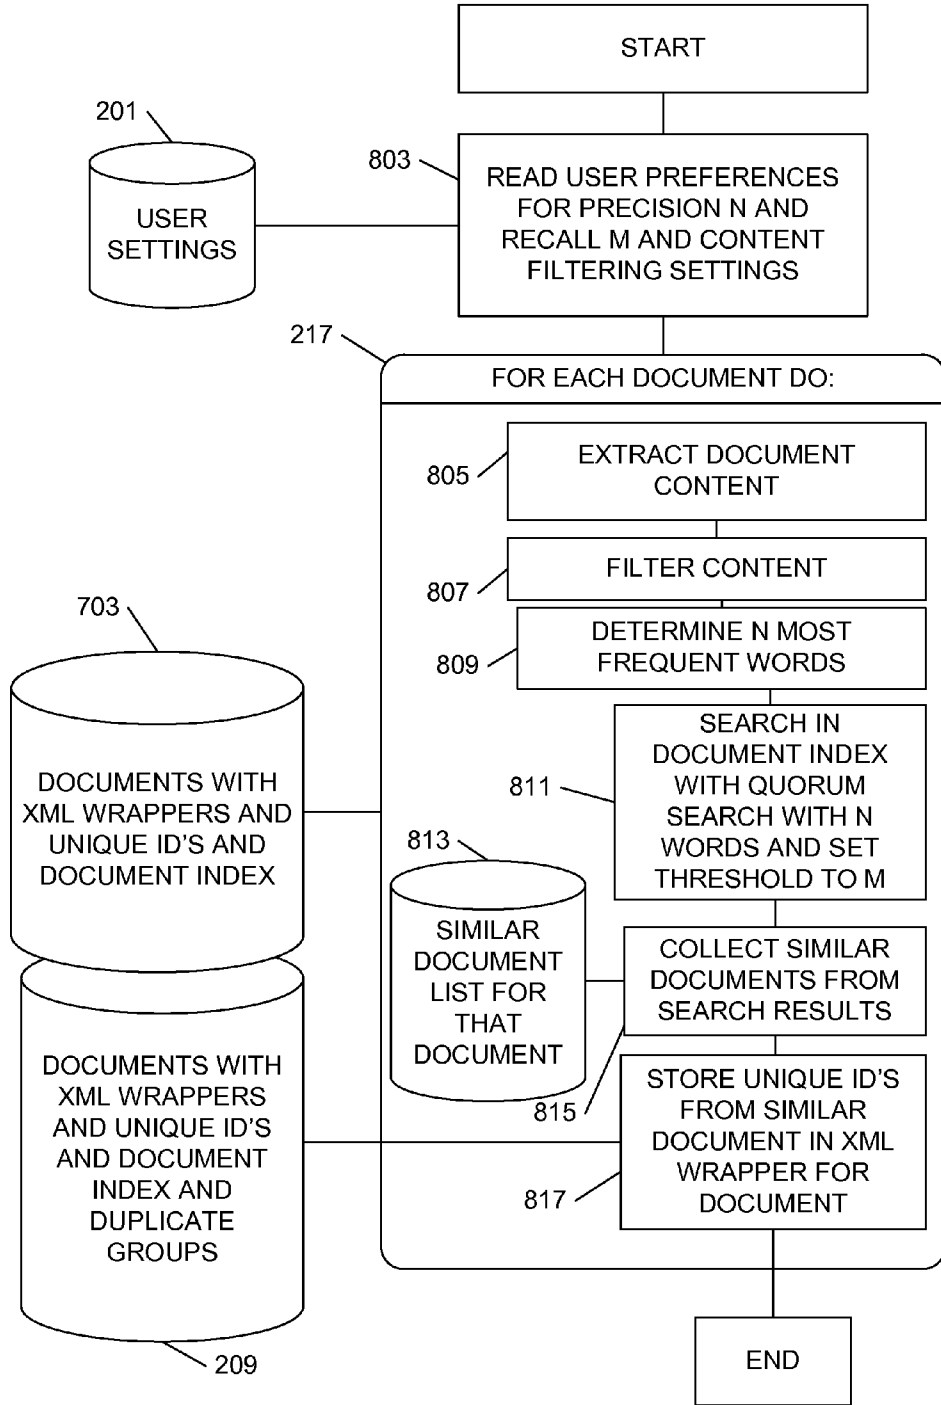 START
201
803
READ USER PREFERENCES
FOR PRECISION N AND
RECALL M AND CONTENT
FILTERING SETTINGS
USER
SETTINGS
217
FOR EACH DOCUMENT DO:
805
EXTRACT DOCUMENT
CONTENT
807
FILTER CONTENT
809
DETERMINE N MOST
FREQUENT WORDS
703
DOCUMENTS WITH
XML WRAPPERS AND
UNIQUE ID'S AND
DOCUMENT INDEX
811
SEARCH IN
DOCUMENT INDEX
WITH QUORUM
SEARCH WITH N
WORDS AND SET
THRESHOLD TO M
813
SIMILAR
DOCUMENT
LIST FOR
THAT
DOCUMENT
COLLECT SIMILAR
DOCUMENTS FROM
SEARCH RESULTS
815
DOCUMENTS WITH
XML WRAPPERS
AND UNIQUE ID'S
AND DOCUMENT
INDEX AND
DUPLICATE
GROUPS
STORE UNIQUE ID'S
FROM SIMILAR
DOCUMENT IN XML
WRAPPER FOR
DOCUMENT
817
209
END